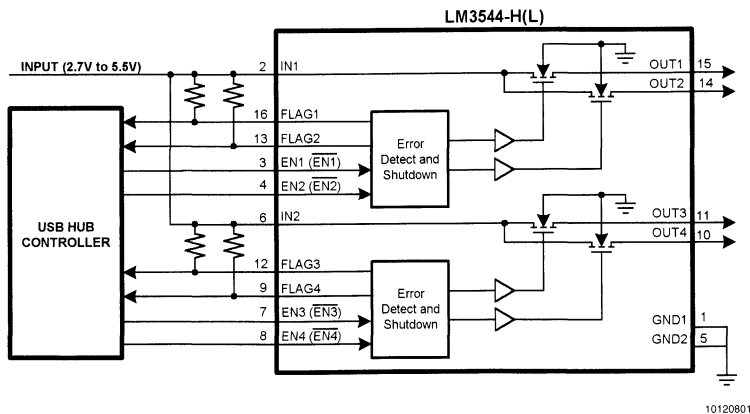 LM3544-H(L)
INPUT (2.7V to 5.5V)
2 IN1
OUT1 15
OUT2 14
16 FLAG1
13 FLAG2
3 EN1 (EN1)
4 EN2 (EN2)
Error
Detect and
Shutdown
USB HUB
CONTROLLER
6 IN2
OUT3 11
OUT4 10
12 FLAG3
9 FLAG4
7 EN3 (EN3)
8 EN4 (EN4)
Error
Detect and
Shutdown
GND1 1
GND2 5
10120801